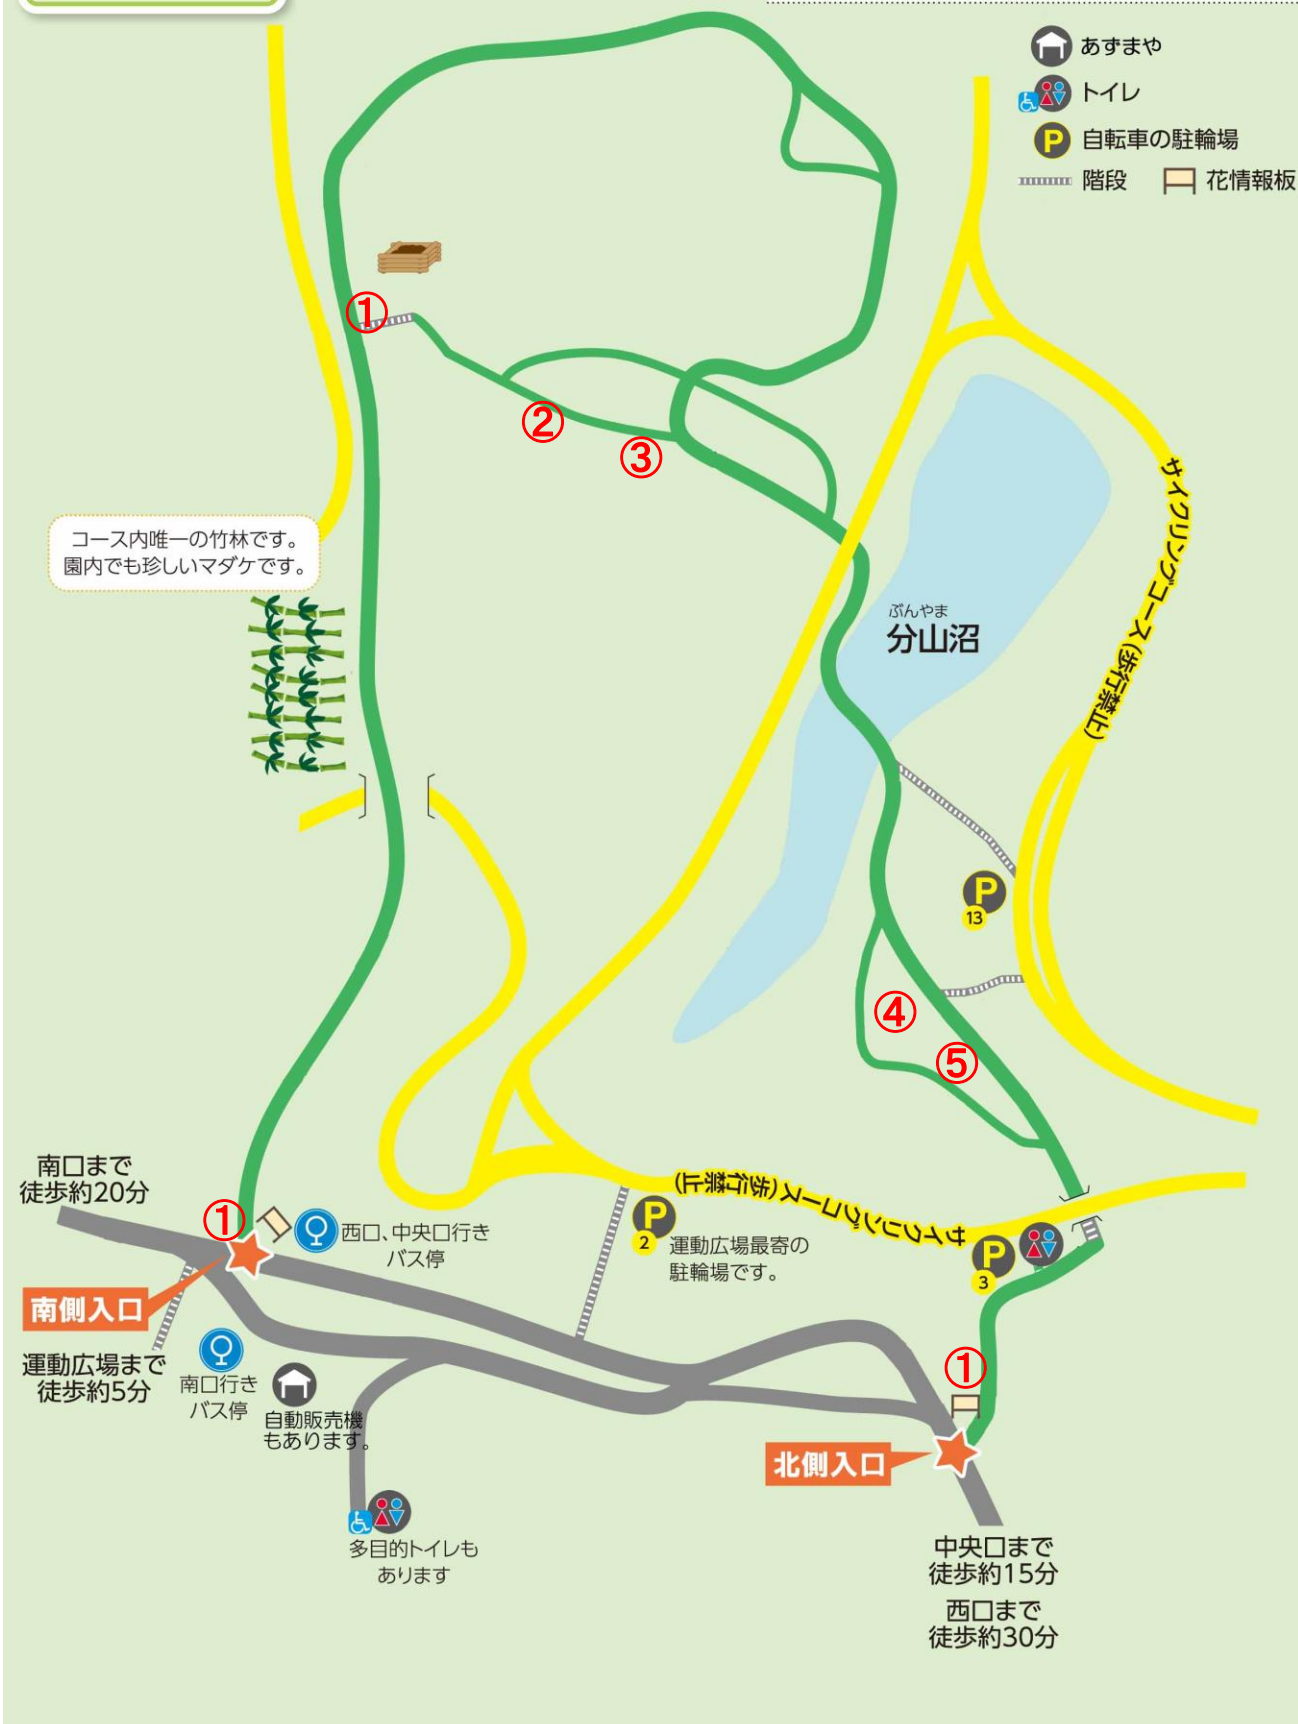 あずまや
トイレ
P 自転車の駐輪場
階段 花情報板
①
②
③
コース内唯一の竹林です。
園内でも珍しいマダケです。
サイクリングコース(歩行禁止)
ぶんやま
分山沼
P
13
④
⑤
南口まで
徒歩約20分
①
西口、中央口行き
バス停
サイクリングコース(歩行禁止)
P
2
運動広場最寄の
駐輪場です。
P
3
南側入口
運動広場まで
徒歩約5分
南口行き
バス停
自動販売機
もあります。
①
北側入口
多目的トイレも
あります
中央口まで
徒歩約15分
西口まで
徒歩約30分